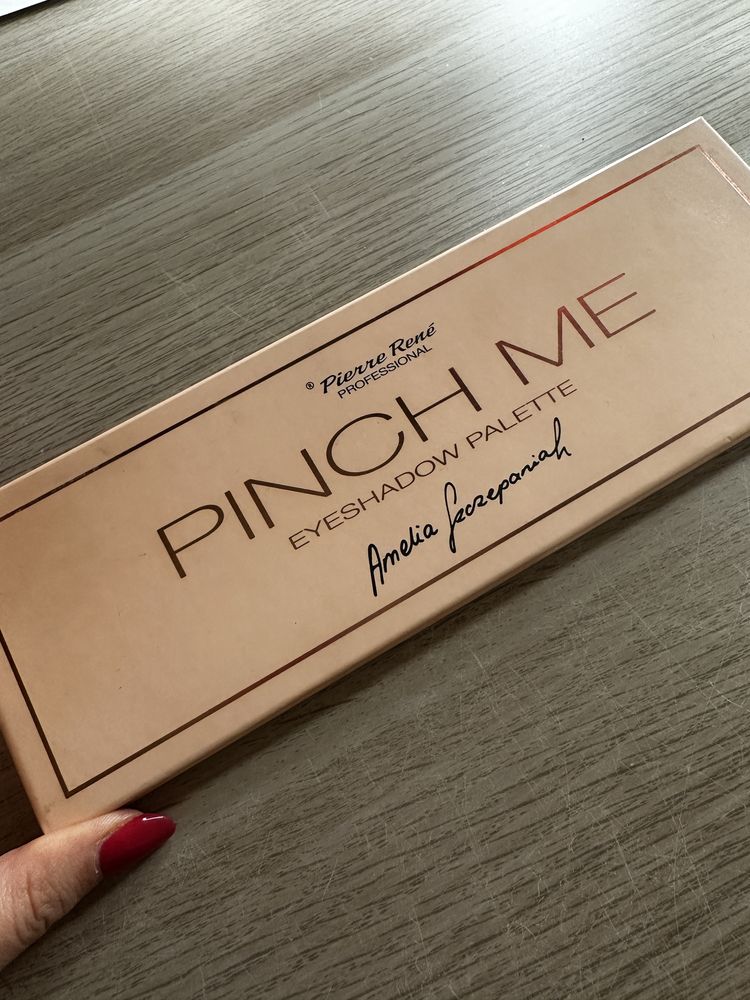 ® Pierre René
PROFESSIONAL
PINCH ME
EYESHADOW PALETTE
Amelia Szczepaniak